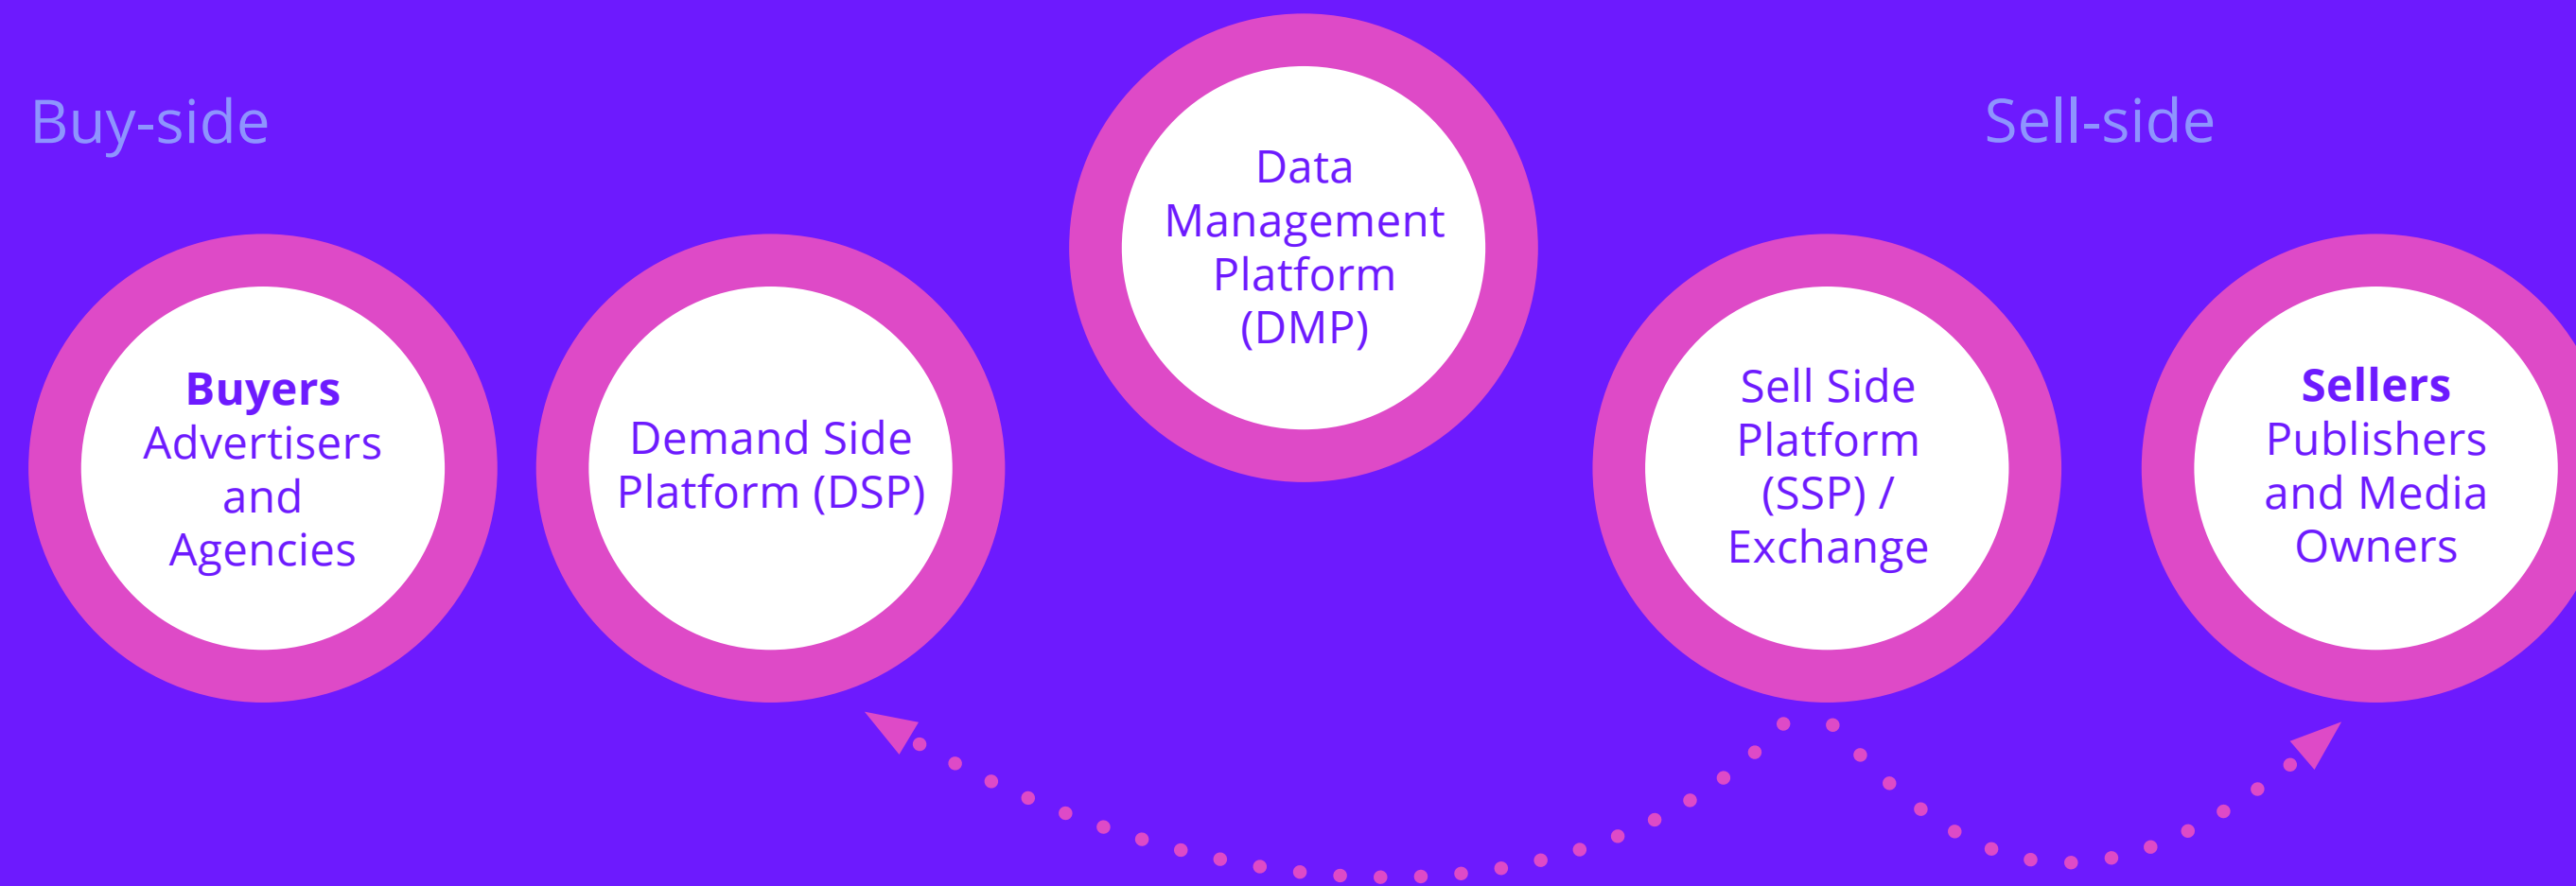 Buy-side
Sell-side
Buyers
Advertisers
and
Agencies
Demand Side
Platform (DSP)
Data
Management
Platform
(DMP)
Sell Side
Platform
(SSP) /
Exchange
Sellers
Publishers
and Media
Owners